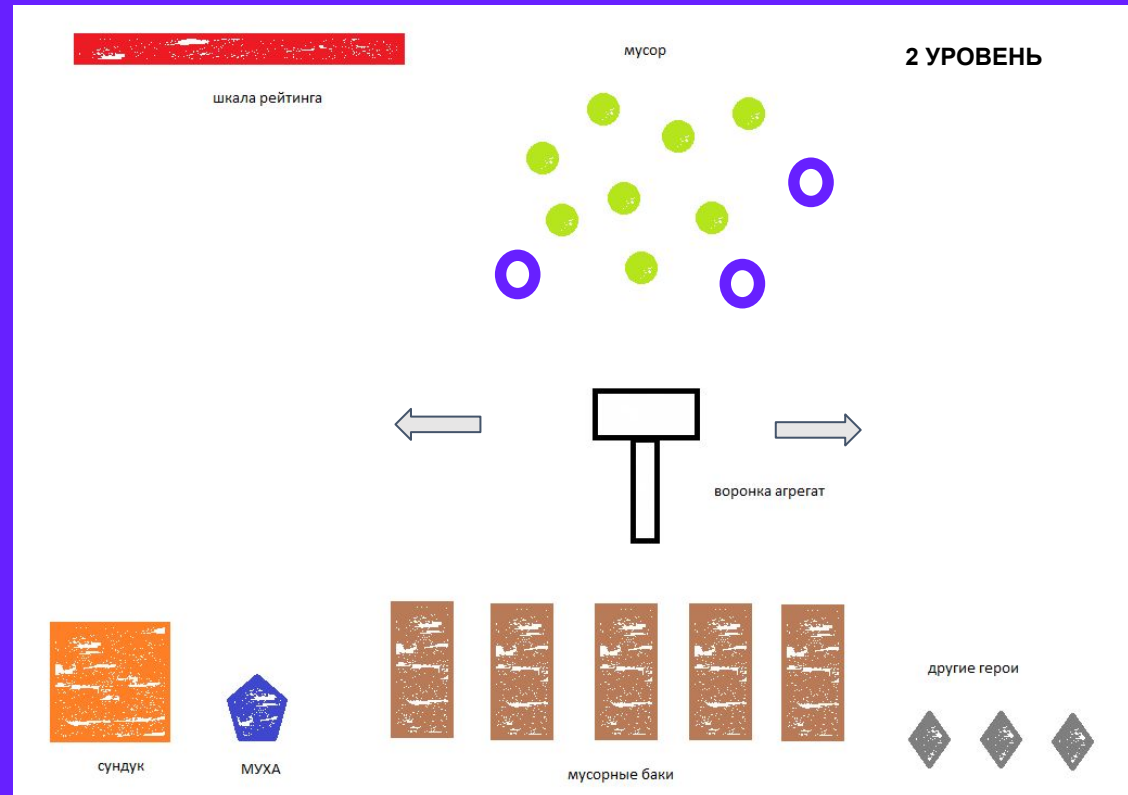 мусор
2 УРОВЕНЬ
шкала рейтинга
воронка агрегат
другие герои
сундук
МУХА
мусорные баки